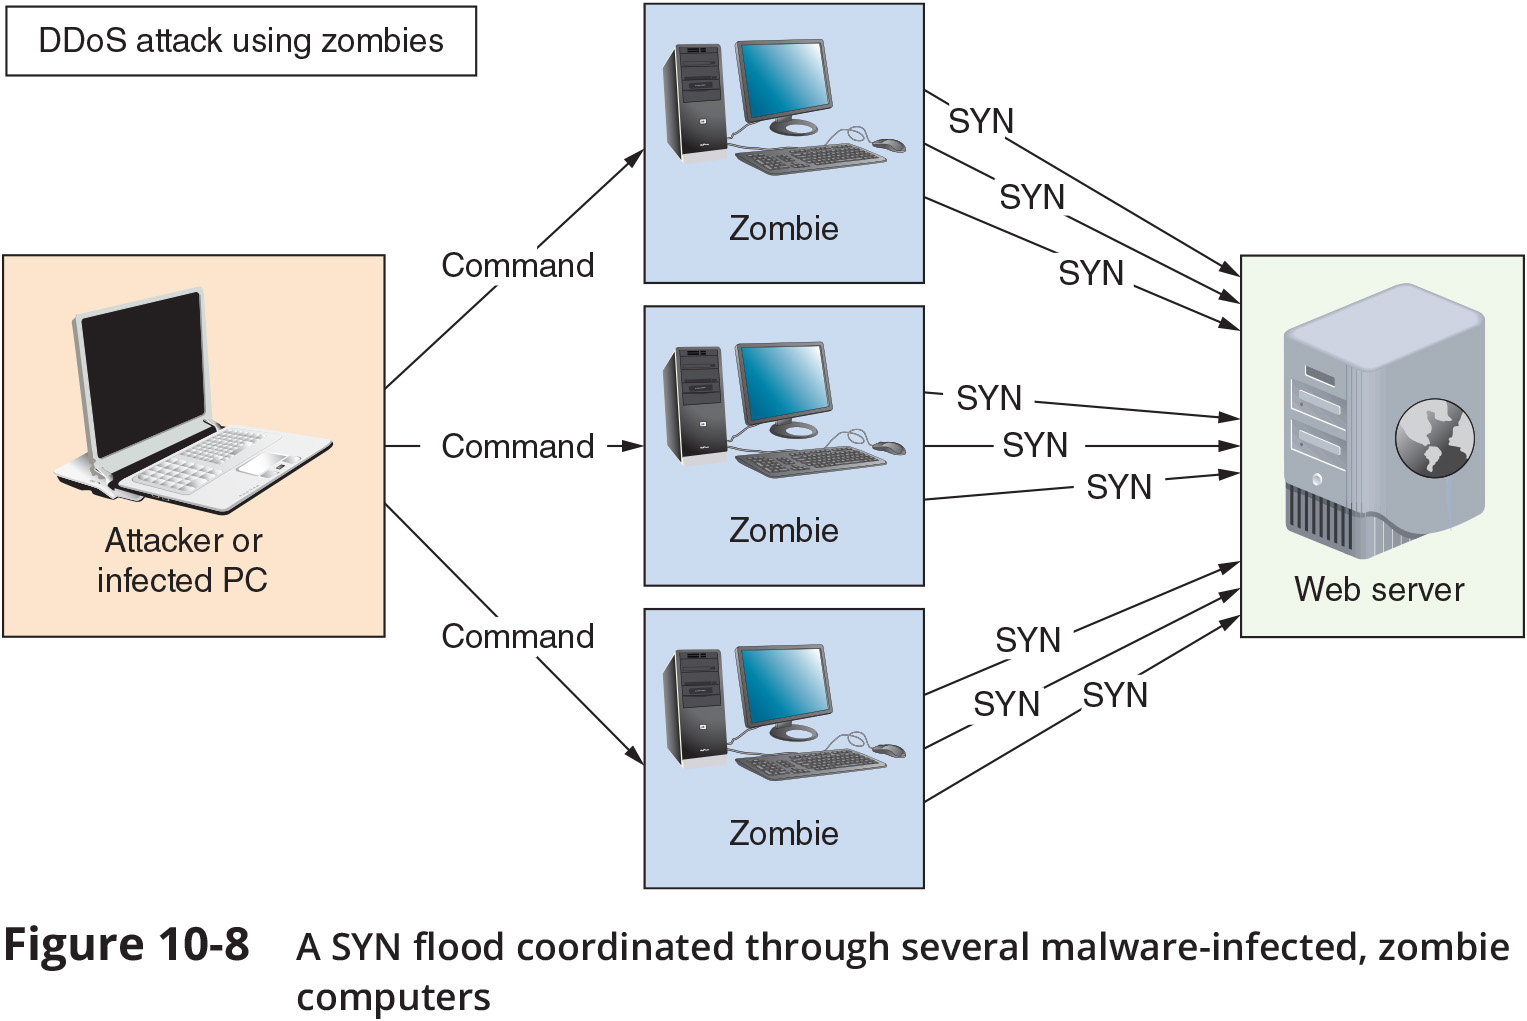 DDoS attack using zombies
Zombie
SYN
SYN
SYN
Command
Attacker or
infected PC
Command
Zombie
SYN
SYN
SYN
Web server
Command
Zombie
SYN
SYN
SYN
Figure 10-8 A SYN flood coordinated through several malware-infected, zombie
computers